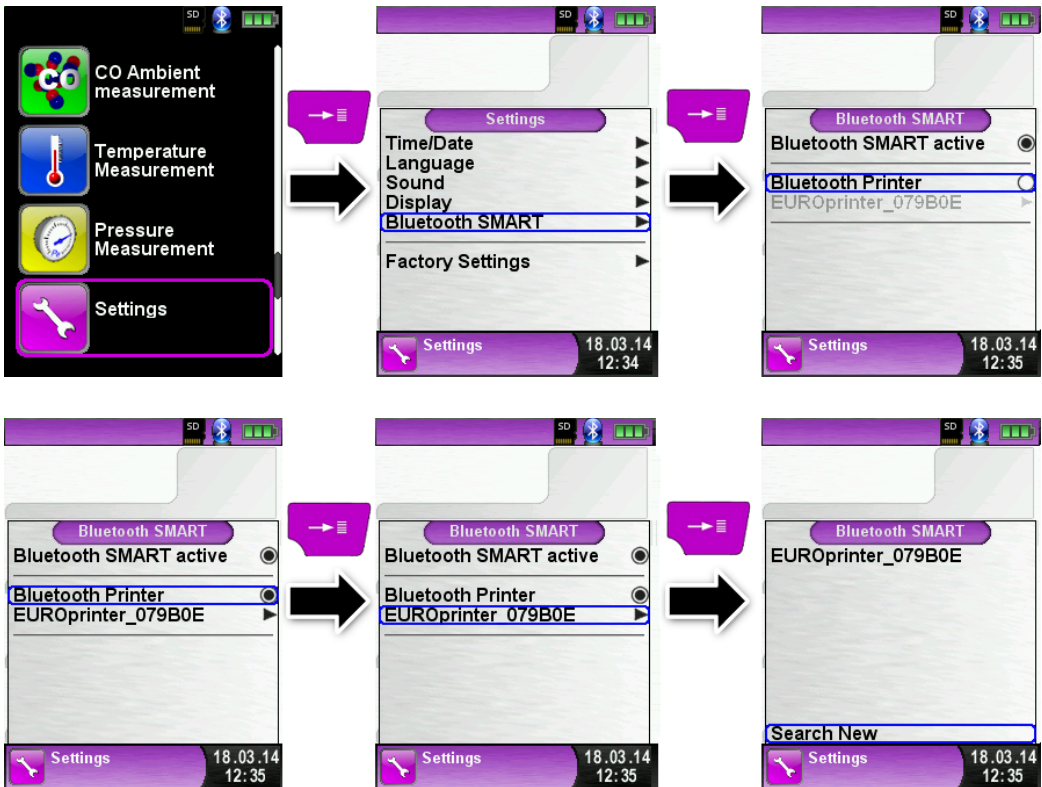 SD
CO Ambient
measurement
Temperature
Measurement
Pressure
Measurement
Settings
SD
Settings
Time/Date
Language
Sound
Display
Bluetooth SMART
Factory Settings
Settings
18.03.14
12:34
SD
Bluetooth SMART
Bluetooth SMART active
Bluetooth Printer
EUROprinter_079B0E
Settings
18.03.14
12:35
SD
Bluetooth SMART
Bluetooth SMART active
Bluetooth Printer
EUROprinter_079B0E
Settings
18.03.14
12:35
SD
Bluetooth SMART
Bluetooth SMART active
Bluetooth Printer
EUROprinter_079B0E
Settings
18.03.14
12:35
SD
Bluetooth SMART
EUROprinter_079B0E
Search New
Settings
18.03.14
12:35